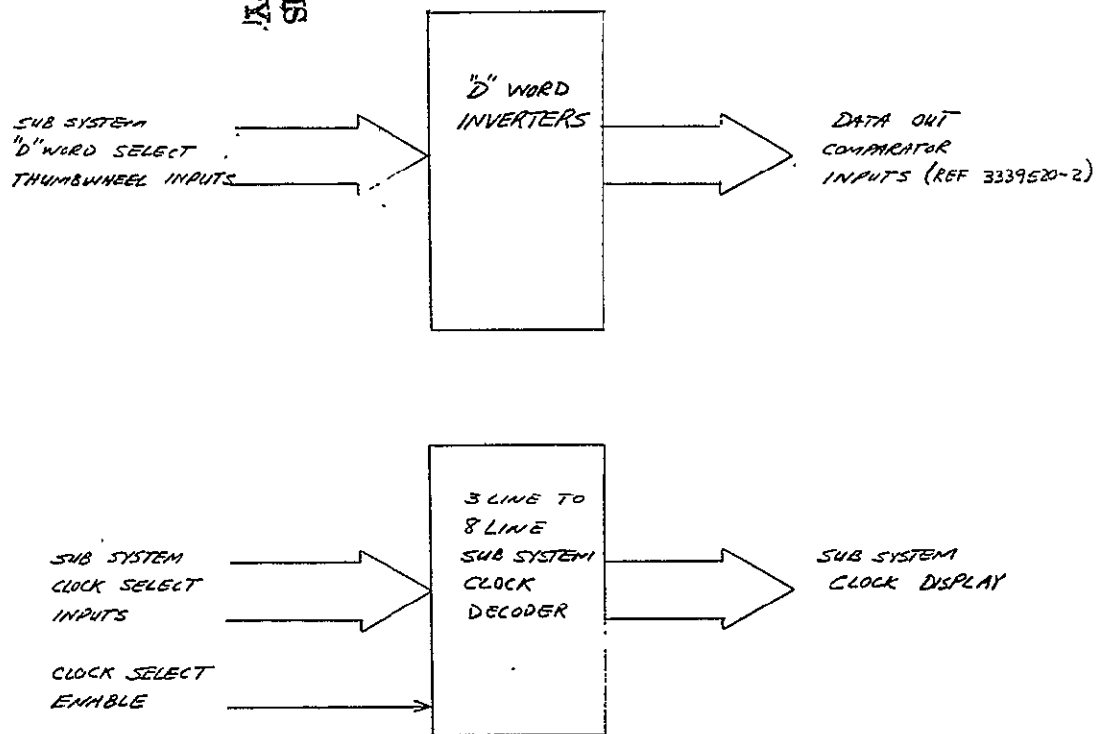 SUB SYSTEM
"D" WORD SELECT
THUMBWHEEL INPUTS
"D" WORD
INVERTERS
DATA OUT
COMPARATOR
INPUTS (REF 3339520-2)
SUB SYSTEM
CLOCK SELECT
INPUTS
CLOCK SELECT
ENABLE
3 LINE TO
8 LINE
SUB SYSTEM
CLOCK
DECODER
SUB SYSTEM
CLOCK DISPLAY